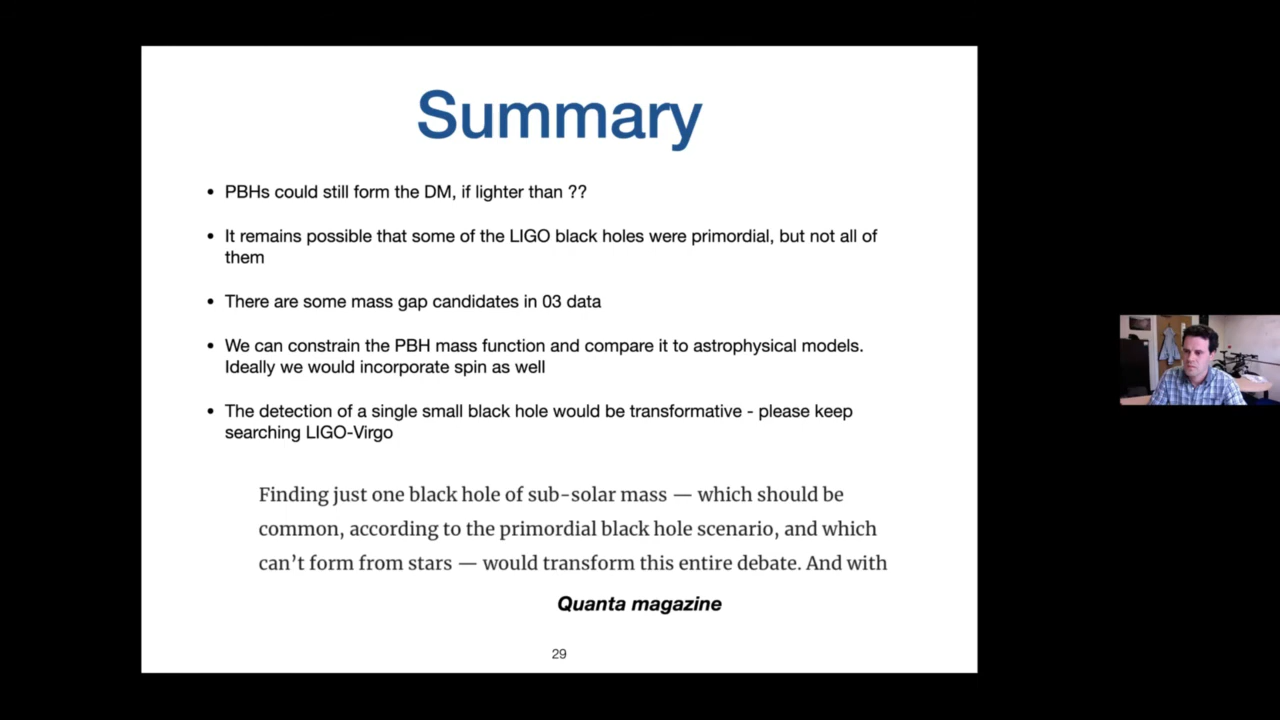 Summary
• PBHs could still form the DM, if lighter than ??
• It remains possible that some of the LIGO black holes were primordial, but not all of
them
• There are some mass gap candidates in 03 data
• We can constrain the PBH mass function and compare it to astrophysical models.
Ideally we would incorporate spin as well
• The detection of a single small black hole would be transformative - please keep
searching LIGO-Virgo
Finding just one black hole of sub-solar mass — which should be
common, according to the primordial black hole scenario, and which
can’t form from stars — would transform this entire debate. And with
Quanta magazine
29